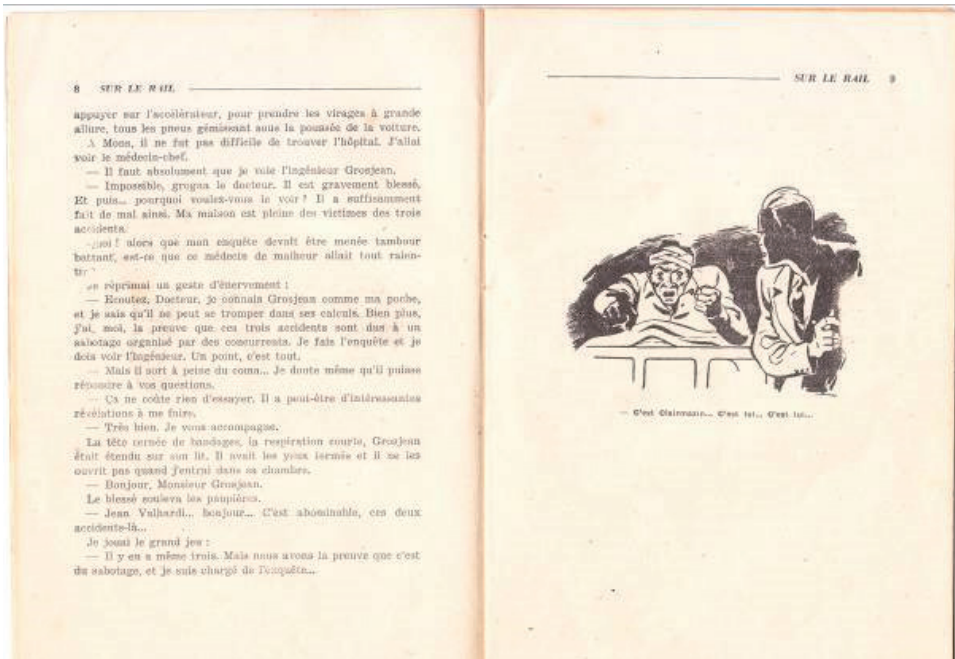 8 SUR LE RAIL
appuyer sur l'accélérateur, pour prendre les virages à grande
allure, tous les pneus gémissant sous la poussée de la voiture.
A Mons, il ne fut pas difficile de trouver l'hôpital. J'allai
voir le médecin-chef.
— Il faut absolument que je voie l'ingénieur Grosjean.
— Impossible, grogna le docteur. Il est gravement blessé.
Et puis... pourquoi voulez-vous le voir ? Il a suffisamment
fait de mal ainsi. Ma maison est pleine des victimes des trois
accidents.
alors que mon enquête devait être menée tambour
battant, est-ce que ce médecin de malheur allait tout ralen-
réprimai un geste d'énervement :
— Ecoutez, Docteur, je connais Grosjean comme ma poche,
et je sais qu'il ne peut se tromper dans ses calculs. Bien plus,
j'ai, moi, la preuve que ces trois accidents sont dus à un
sabotage organisé par des concurrents. Je fais l'enquête et je
dois voir l'ingénieur. Un point, c'est tout.
— Mais il sort à peine du coma... Je doute même qu'il puisse
répondre à vos questions.
— Ça ne coûte rien d'essayer. Il a peut-être d'intéressantes
révélations à me faire.
— Très bien. Je vous accompagne.
La tête cernée de bandages, la respiration courte, Grosjean
était étendu sur son lit. Il avait les yeux fermés et il ne les
ouvrit pas quand j'entrai dans sa chambre.
— Bonjour, Monsieur Grosjean.
Le blessé souleva les paupières.
— Jean Valhardi... bonjour... C'est abominable, ces deux
accidents-là...
Je jouai le grand jeu :
— Il y en a même trois. Mais nous avons la preuve que c'est
du sabotage, et je suis chargé de l'enquête...
SUR LE RAIL 9
— C'est C'est lui... C'est lui...